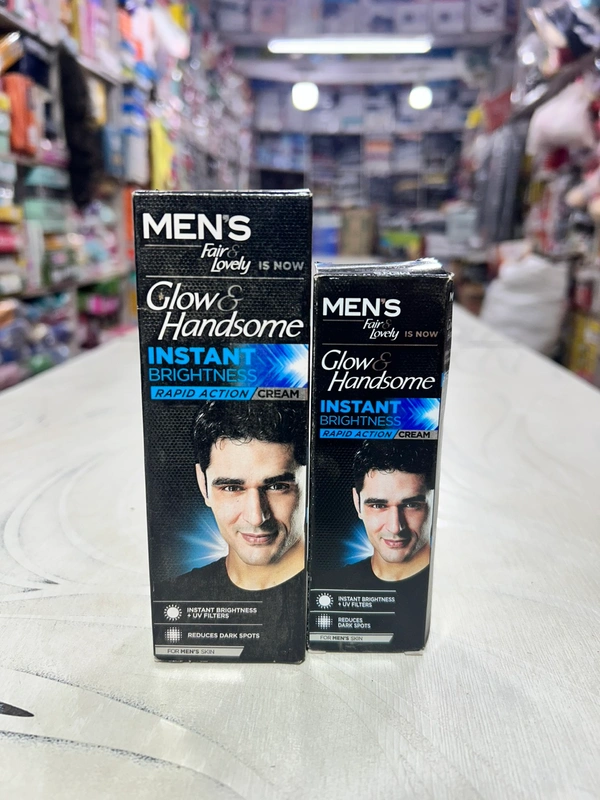 MEN'S
Fair &
Lovely IS NOW
Glow &
Handsome
INSTANT
BRIGHTNESS
RAPID ACTION CREAM
INSTANT BRIGHTNESS
+ UV FILTERS
REDUCES DARK SPOTS
FOR MEN'S SKIN
MEN'S
Fair &
Lovely IS NOW
Glow &
Handsome
INSTANT
BRIGHTNESS
RAPID ACTION CREAM
INSTANT BRIGHTNESS
+ UV FILTERS
REDUCES
DARK SPOTS
FOR MEN'S SKIN